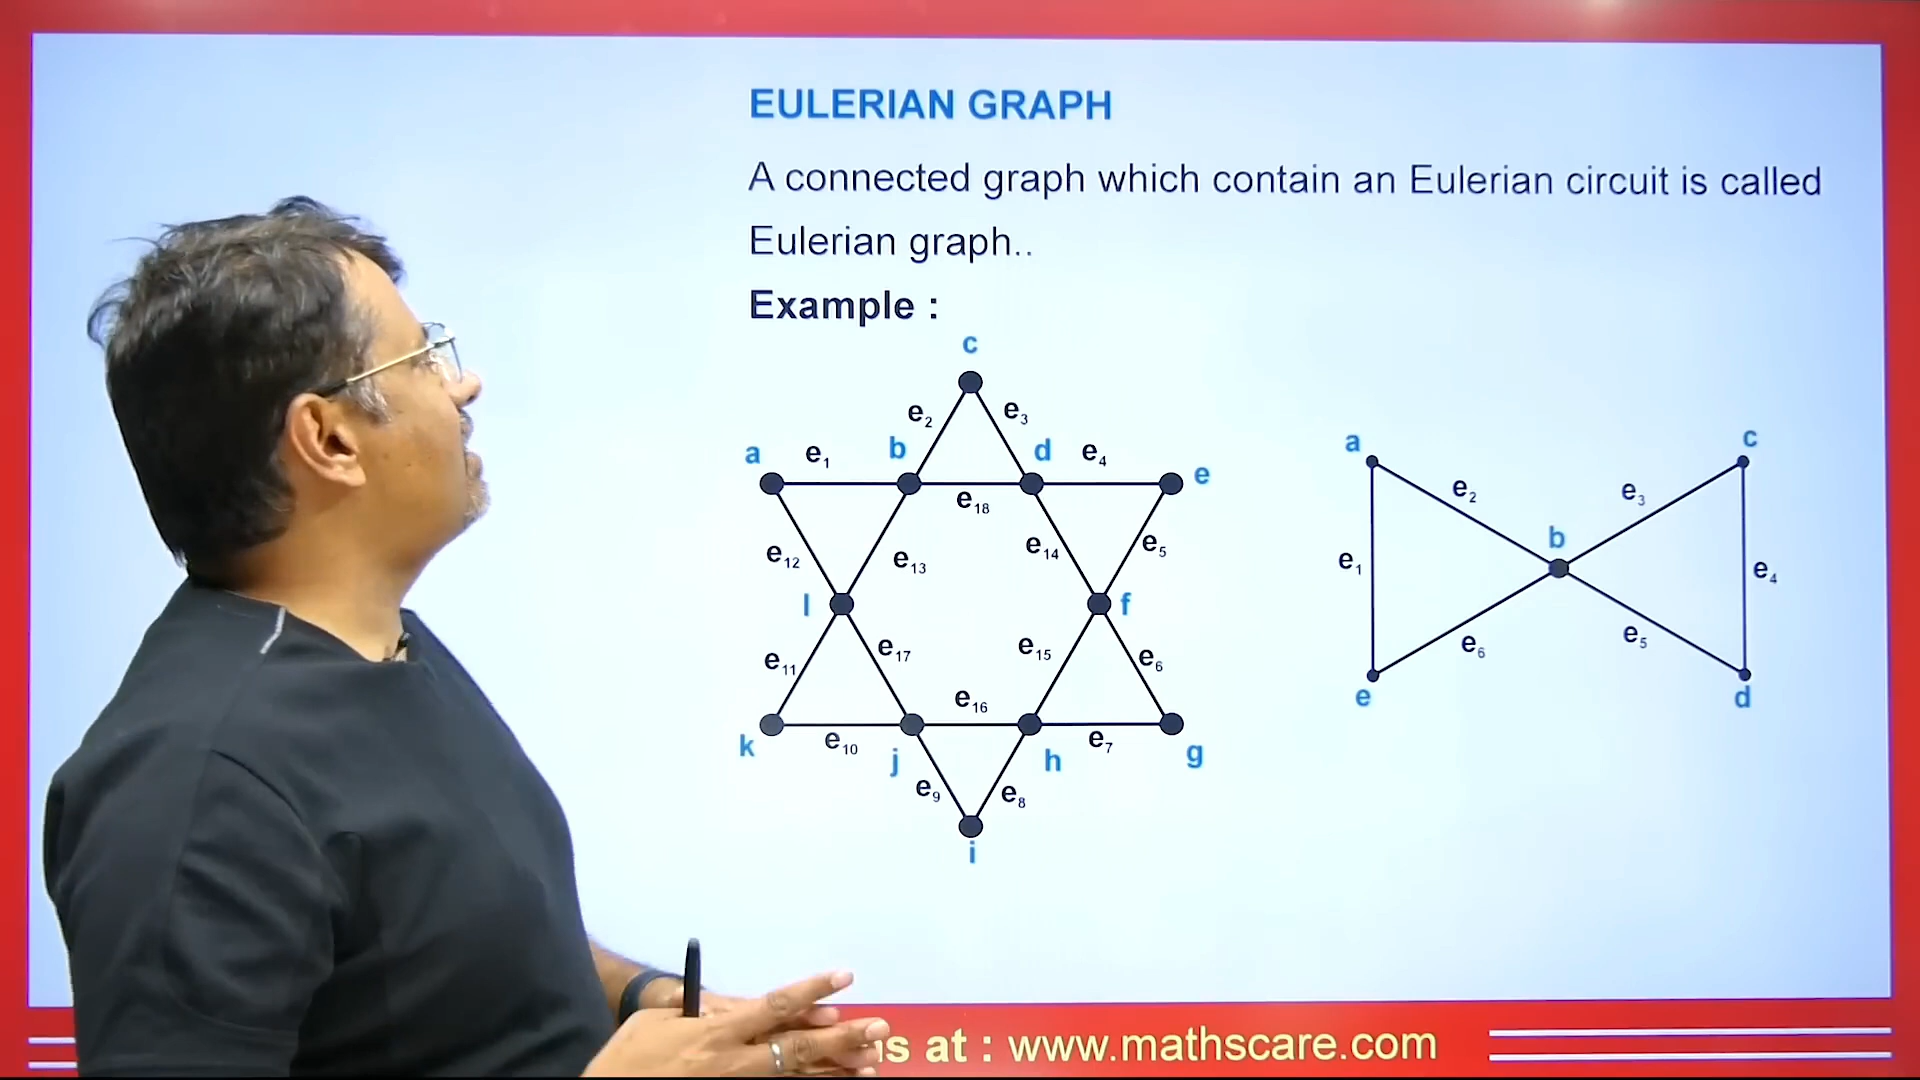 EULERIAN GRAPH
A connected graph which contain an Eulerian circuit is called
Eulerian graph..
Example :
c
e₂ e₃
a e₁ b d e₄ e
e₁₈
e₁₂ e₁₃ e₁₄ e₅
l f
e₁₁ e₁₇ e₁₅ e₆
e₁₆
k e₁₀ j h e₇ g
e₉ e₈
i
a c
e₂ e₃
b
e₁ e₄
e₆ e₅
e d
at : www.mathscare.com